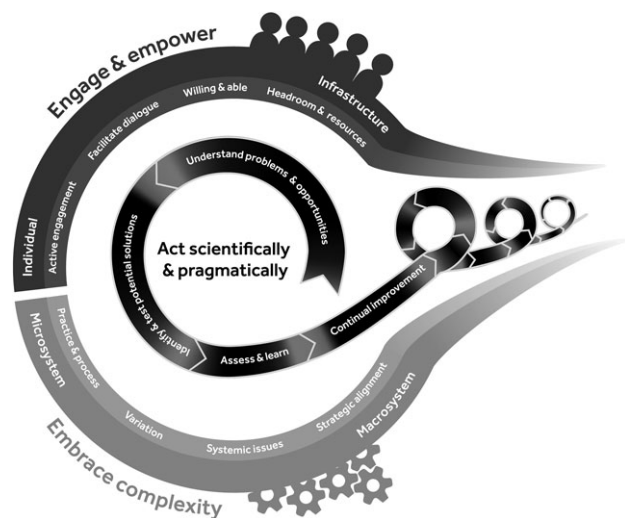 Engage & empower
Individual
Infrastructure
Active engagement
Facilitate dialogue
Willing & able
Headroom & resources
Understand problems & opportunities
Identity & test potential solutions
Assess & learn
Continual improvement
Act scientifically
& pragmatically
Microsystem
Macrosystem
Practice & process
Variation
Systemic issues
Strategic alignment
Embrace complexity